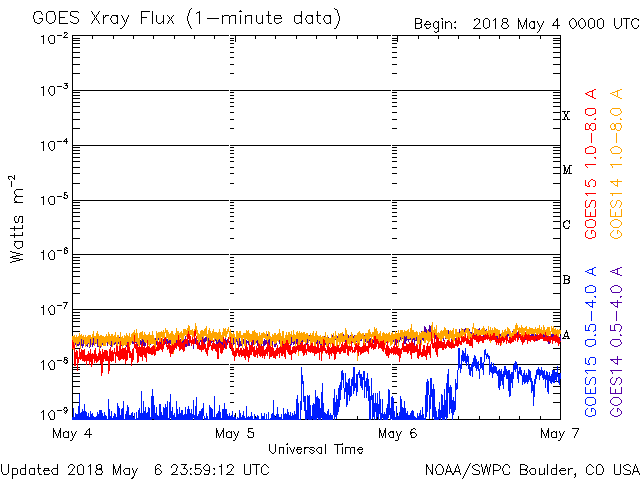 GOES Xray Flux (1-minute data)
Begin: 2018 May 4 0000 UTC
10⁻²
10⁻³
10⁻⁴
10⁻⁵
10⁻⁶
10⁻⁷
10⁻⁸
10⁻⁹
Watts m⁻²
X
M
C
B
A
GOES15 1.0-8.0 A
GOES14 1.0-8.0 A
GOES15 0.5-4.0 A
GOES14 0.5-4.0 A
May 4
May 5
May 6
May 7
Universal Time
Updated 2018 May 6 23:59:12 UTC
NOAA/SWPC Boulder, CO USA